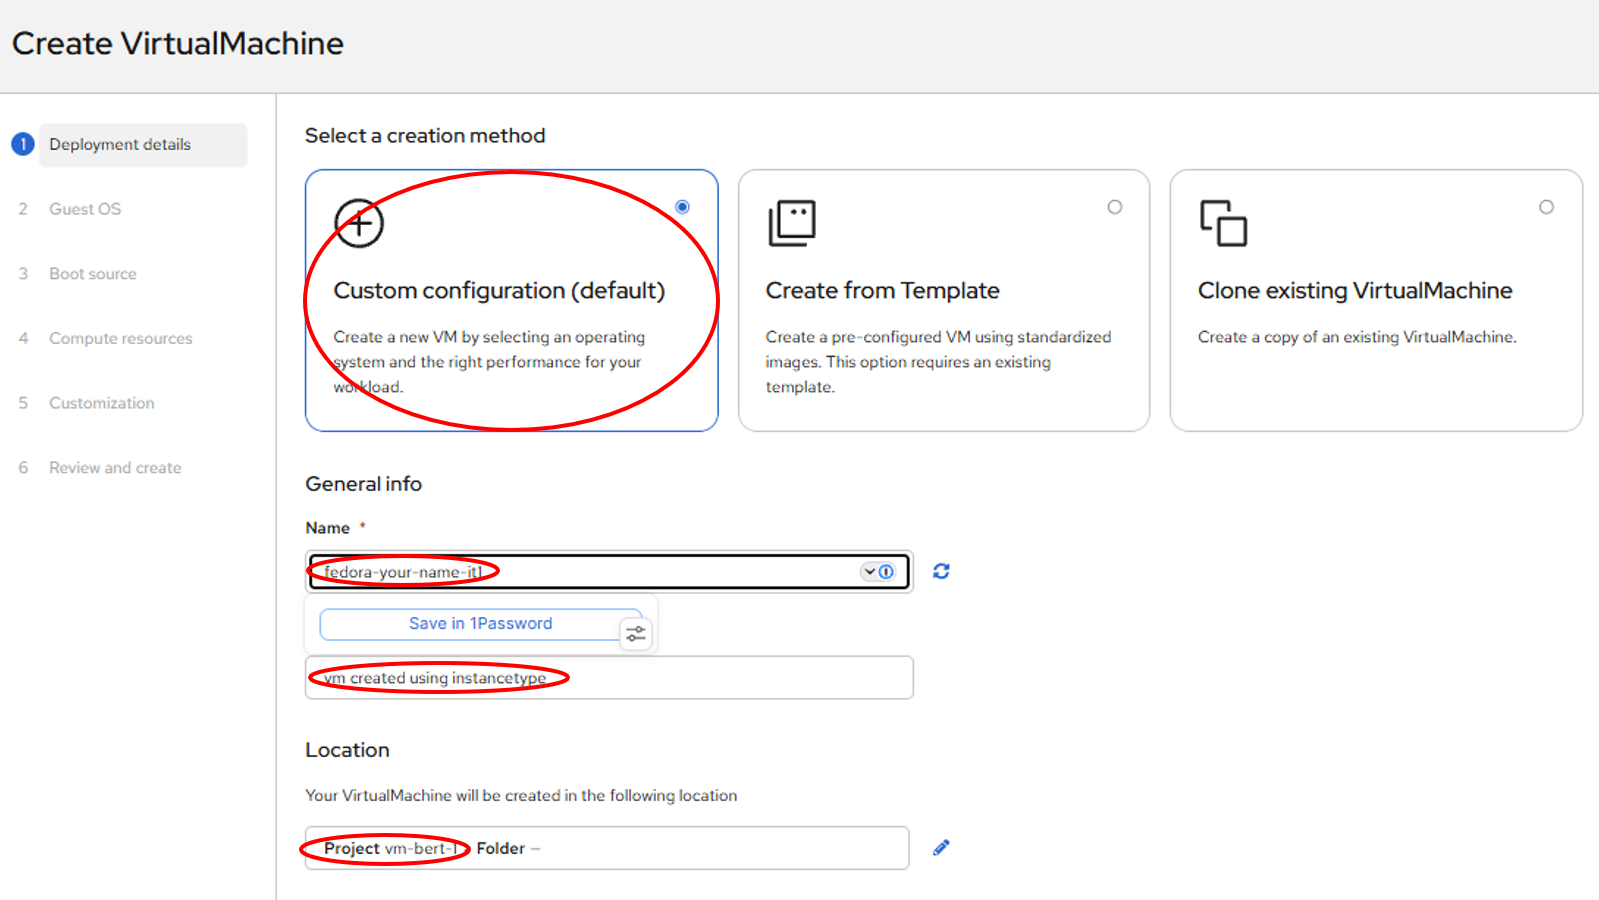 Create VirtualMachine
1 Deployment details
2 Guest OS
3 Boot source
4 Compute resources
5 Customization
6 Review and create
Select a creation method
Custom configuration (default)
Create a new VM by selecting an operating
system and the right performance for your
workload.
Create from Template
Create a pre-configured VM using standardized
images. This option requires an existing
template.
Clone existing VirtualMachine
Create a copy of an existing VirtualMachine.
General info
Name *
fedora-your-name-it1
Save in 1Password
vm created using instancetype
Location
Your VirtualMachine will be created in the following location
Project vm-bert-1 Folder –